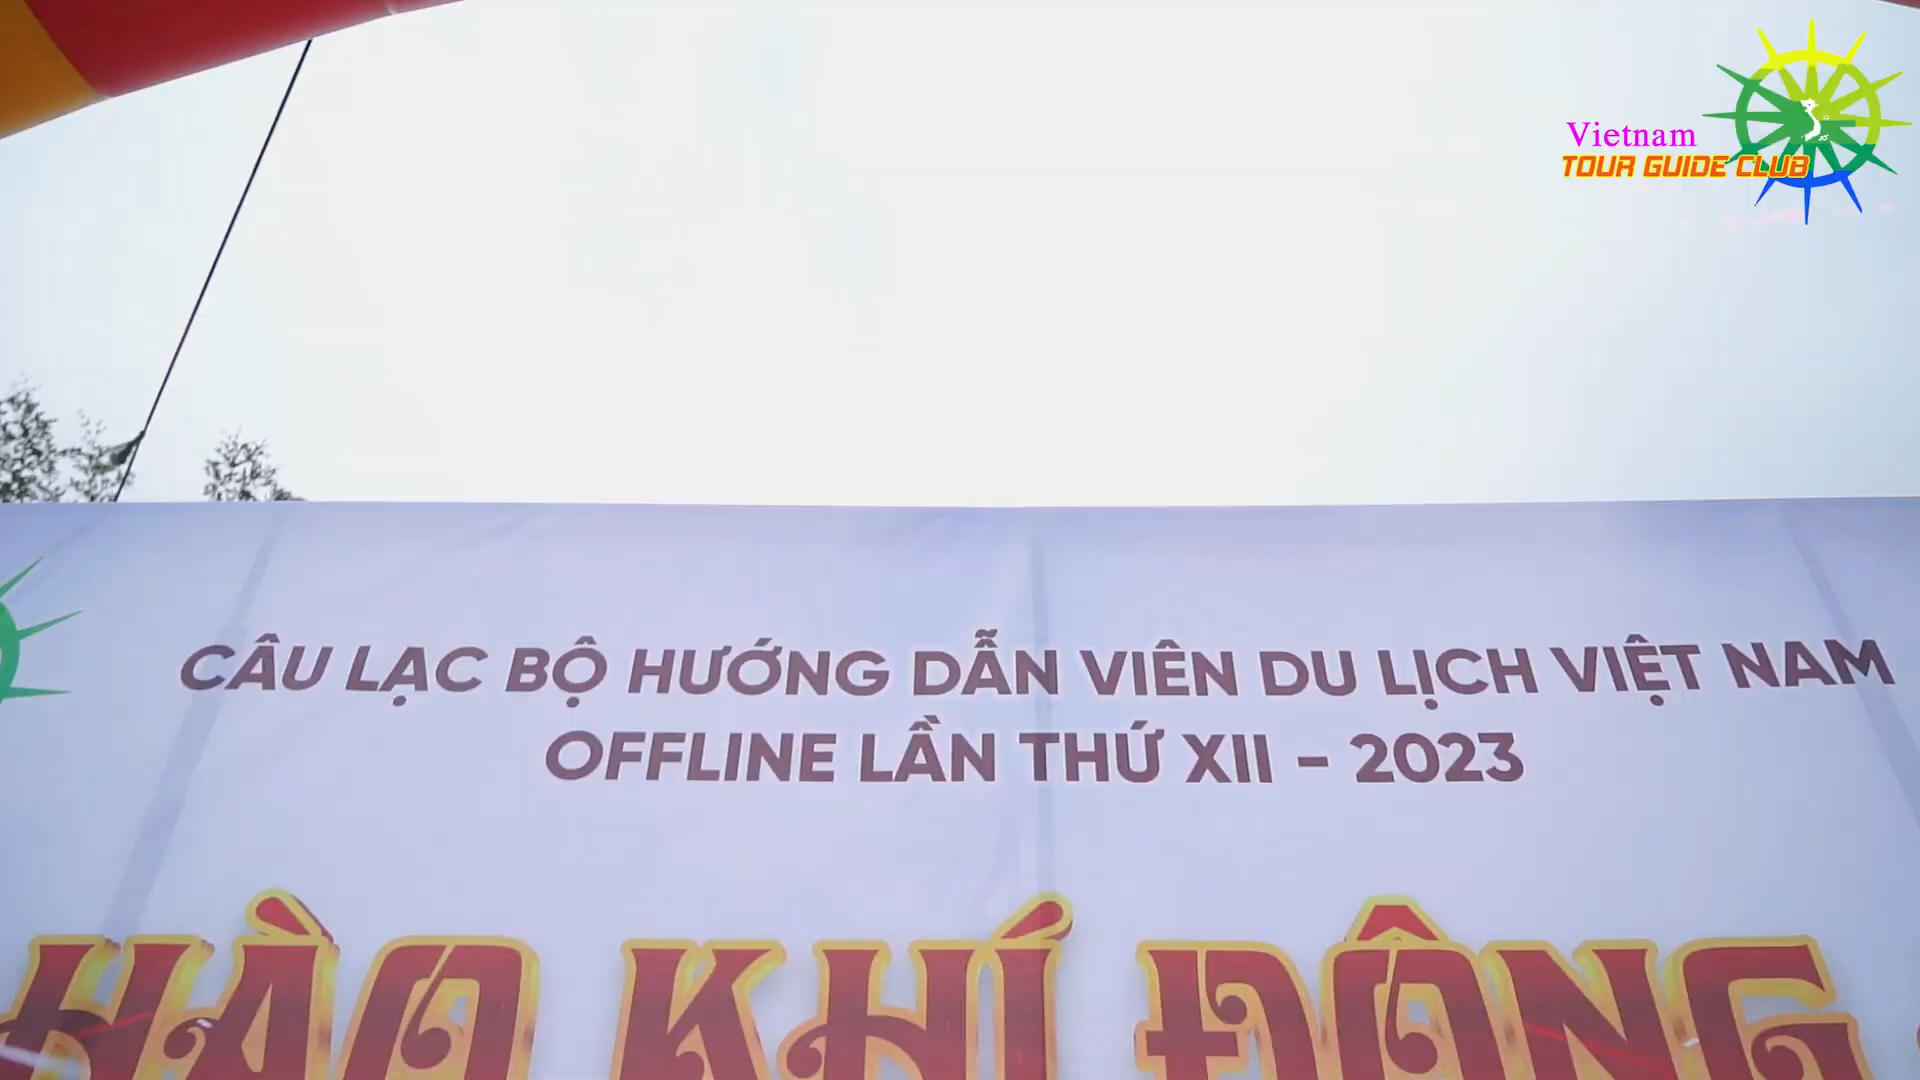 Vietnam
TOUR GUIDE CLUB
CÂU LẠC BỘ HƯỚNG DẪN VIÊN DU LỊCH VIỆT NAM
OFFLINE LẦN THỨ XII - 2023
HÀO KHÍ ĐÔNG